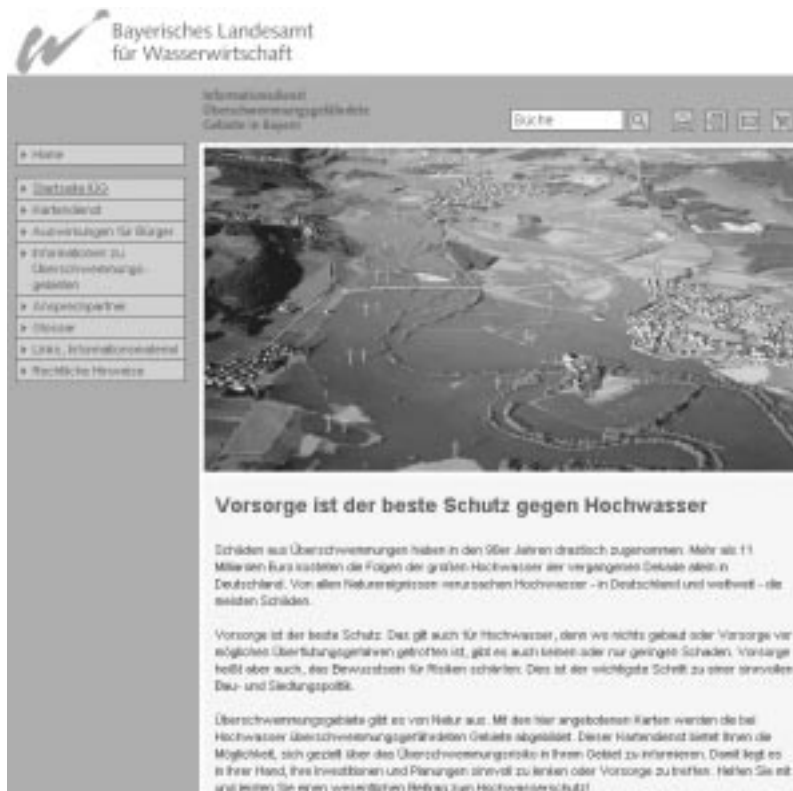 Bayerisches Landesamt
für Wasserwirtschaft
Informationsdienst
Überschwemmungsgefährdete
Gebiete in Bayern
Suche
Home
Startseite IÜG
Kartendienst
Auswirkungen für Bürger
Informationen zu
Überschwemmungs-
gebieten
Ansprechpartner
Glossar
Links, Informationsmaterial
Rechtliche Hinweise
Vorsorge ist der beste Schutz gegen Hochwasser
Schäden aus Überschwemmungen haben in den 90er Jahren drastisch zugenommen. Mehr als 11
Milliarden Euro kosteten die Folgen der großen Hochwasser der vergangenen Dekade allein in
Deutschland. Von allen Naturereignissen verursachen Hochwasser - in Deutschland und weltweit - die
meisten Schäden.
Vorsorge ist der beste Schutz. Das gilt auch für Hochwasser, denn wo nichts gebaut oder Vorsorge vor
möglichen Überflutungsgefahren getroffen ist, gibt es auch keinen oder nur geringen Schaden. Vorsorge
heißt aber auch, das Bewusstsein für Risiken schärfen. Dies ist der wichtigste Schritt zu einer sinnvollen
Bau- und Siedlungspolitik.
Überschwemmungsgebiete gibt es von Natur aus. Mit den hier angebotenen Karten werden die bei
Hochwasser überschwemmungsgefährdeten Gebiete abgebildet. Dieser Kartendienst bietet Ihnen die
Möglichkeit, sich gezielt über das Überschwemmungsrisiko in Ihrem Gebiet zu informieren. Damit liegt es
in Ihrer Hand, Ihre Investitionen und Planungen sinnvoll zu lenken oder Vorsorge zu treffen. Helfen Sie mit
und leisten Sie einen wesentlichen Beitrag zum Hochwasserschutz!